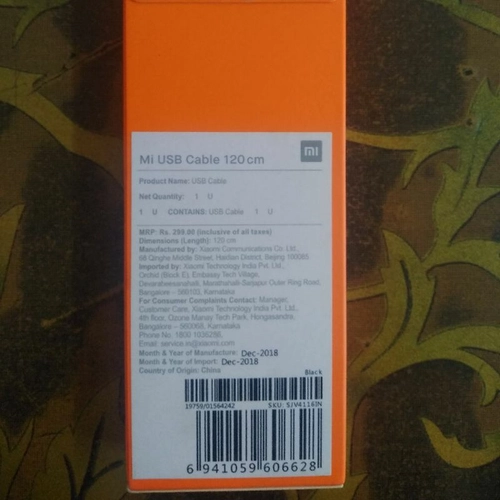 Mi USB Cable 120cm
mi
Product Name: USB Cable
Net Quantity: 1 U
1 U CONTAINS: USB Cable 1 U
MRP: Rs. 299.00 (inclusive of all taxes)
Dimensions (Length): 120 cm
Manufactured by: Xiaomi Communications Co. Ltd.,
68 Qinghe Middle Street, Haidian District, Beijing 100085
Imported by: Xiaomi Technology India Pvt. Ltd.,
Orchid (Block E), Embassy Tech Village,
Devarabeesanahalli, Marathahalli Sarjapur Outer Ring Road,
Bangalore – 560103, Karnataka
For Consumer Complaints Contact: Manager,
Customer Care, Xiaomi Technology India Pvt. Ltd.,
4th floor, Ozone Manay Tech Park, Hongasandra
Bangalore – 560068, Karnataka
Phone No. 1800 1036286,
Email: service.in@xiaomi.com
Month & Year of Manufacture: Dec-2018
Month & Year of Import: Dec-2018
Country of Origin: China
Black
19759/01564242 SKU: SJV4116IN
6 941059 606628